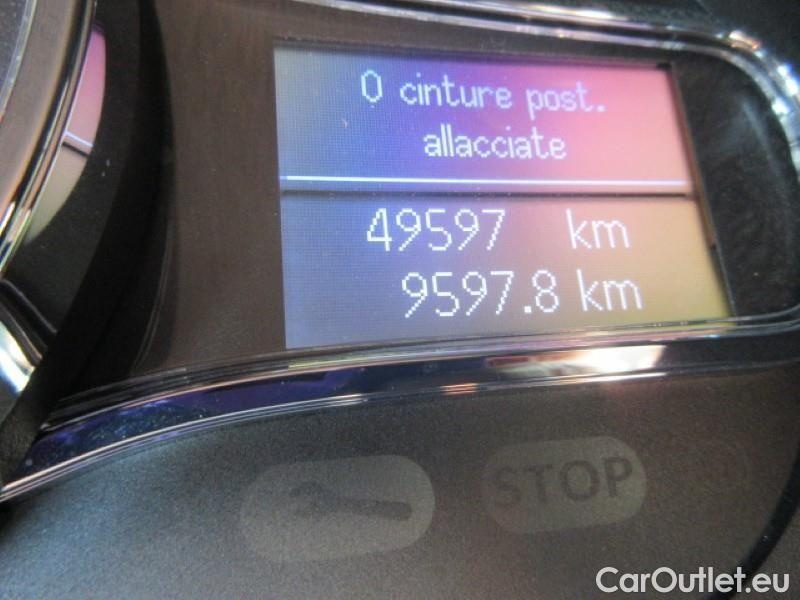 0 cinture post.
allacciate
49597 km
9597.8 km
STOP
CarOutlet.eu